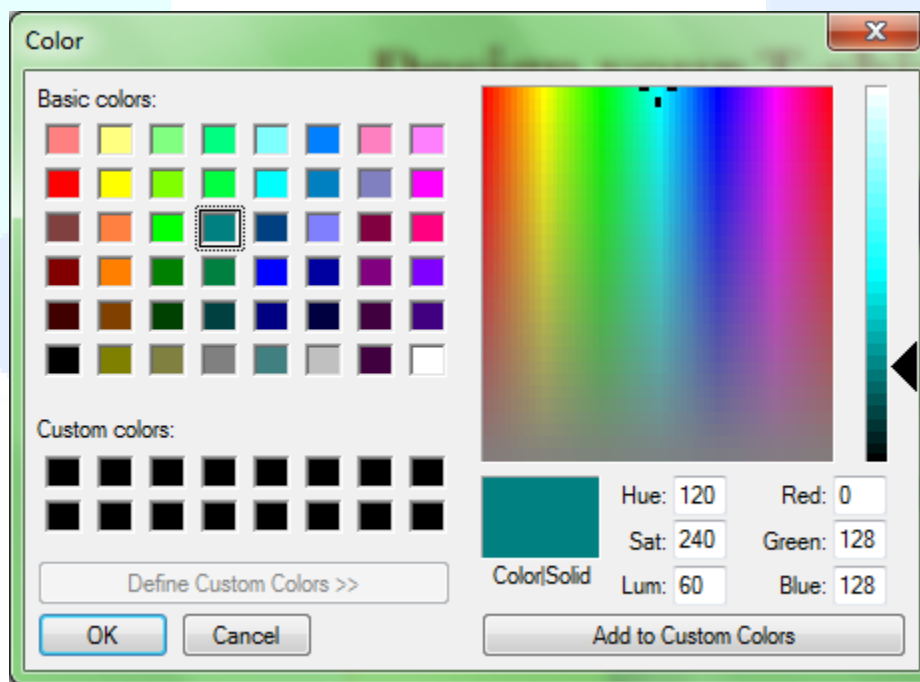 Color
Basic colors:
Custom colors:
Define Custom Colors >>
OK Cancel
Color|Solid
Hue: 120 Red: 0
Sat: 240 Green: 128
Lum: 60 Blue: 128
Add to Custom Colors